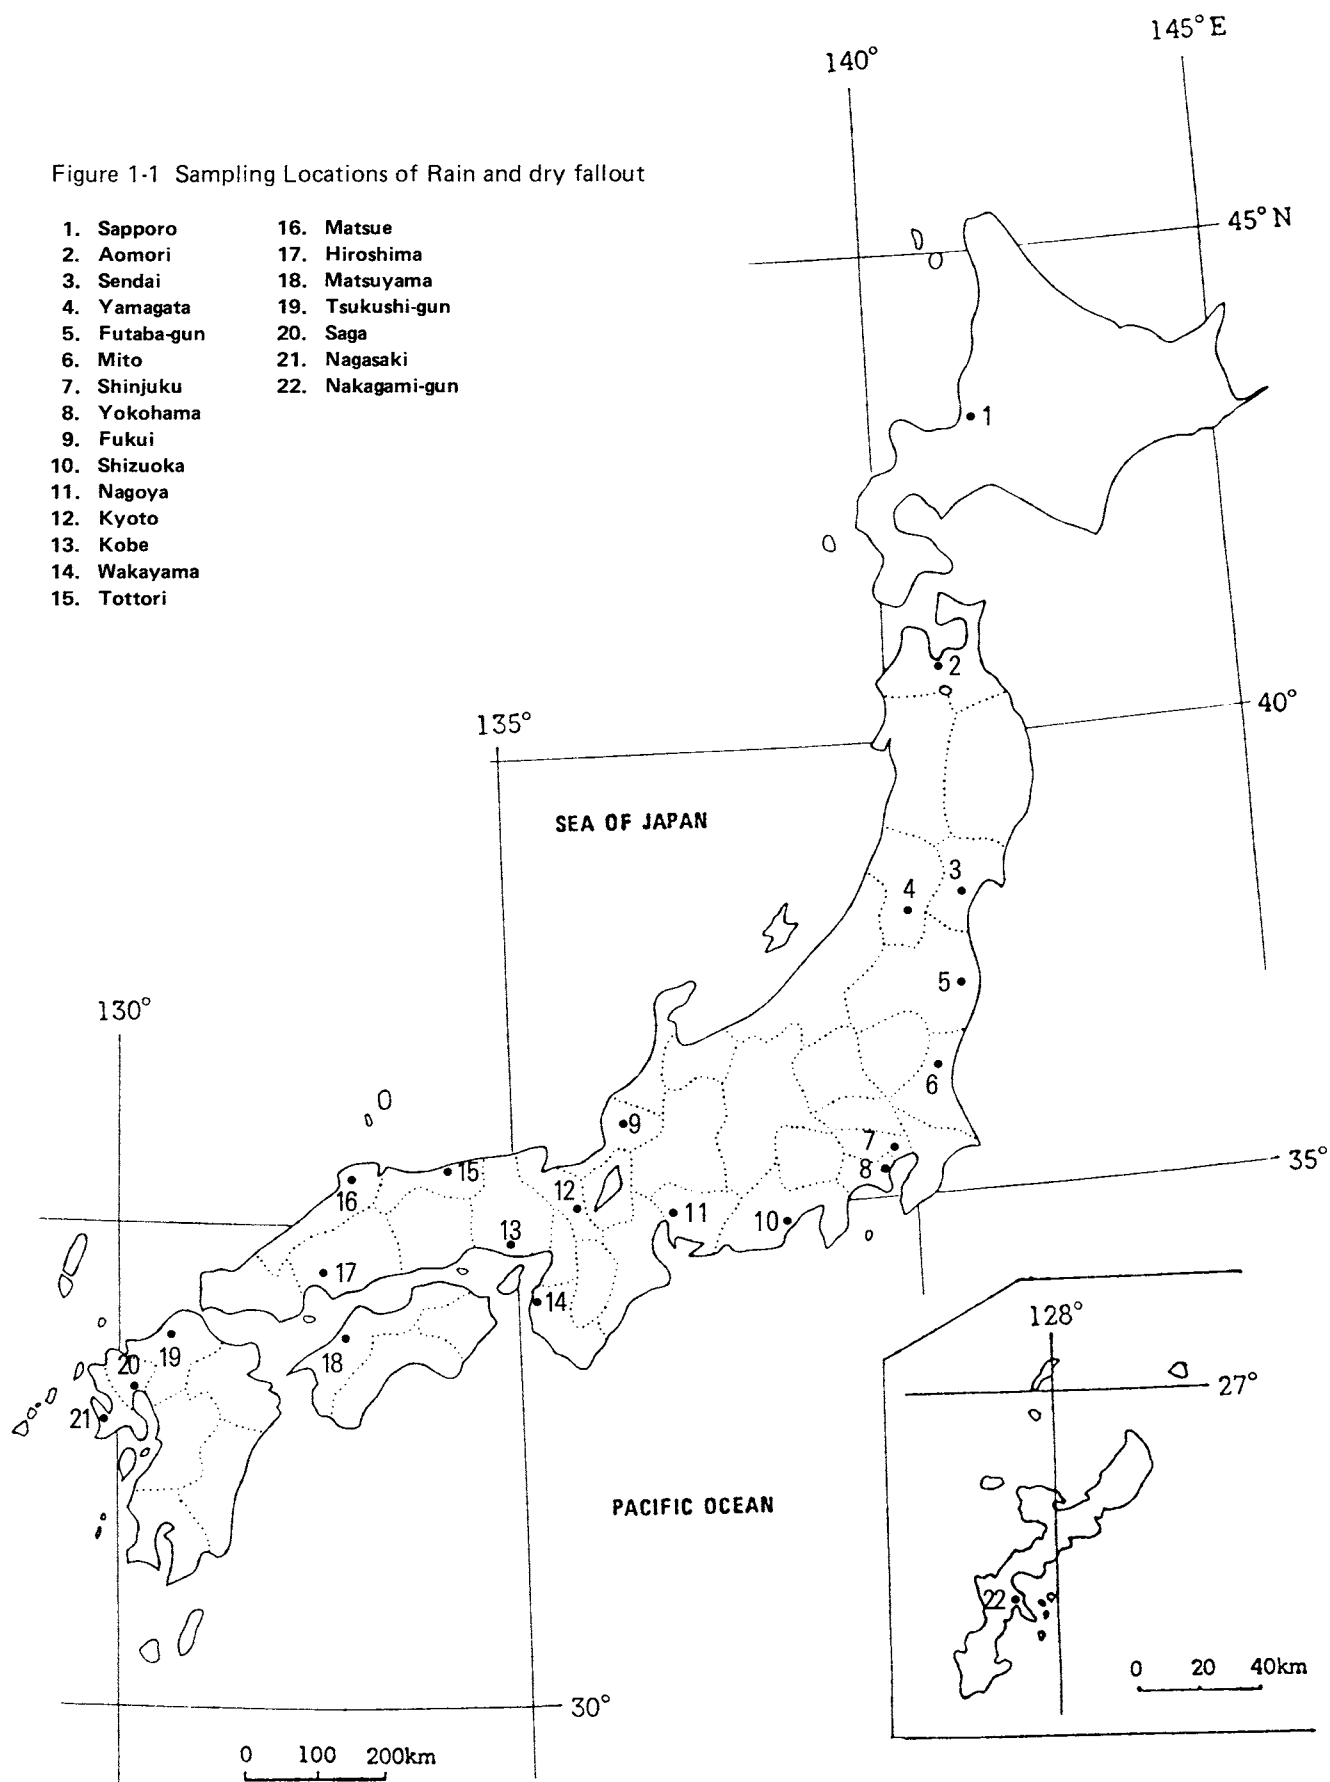 145°E
140°
Figure 1-1 Sampling Locations of Rain and dry fallout
45°N
1. Sapporo
2. Aomori
3. Sendai
4. Yamagata
5. Futaba-gun
6. Mito
7. Shinjuku
8. Yokohama
9. Fukui
10. Shizuoka
11. Nagoya
12. Kyoto
13. Kobe
14. Wakayama
15. Tottori
16. Matsue
17. Hiroshima
18. Matsuyama
19. Tsukushi-gun
20. Saga
21. Nagasaki
22. Nakagami-gun
1
2
40°
135°
SEA OF JAPAN
3
4
5
130°
6
9
7
8
35°
15
16
12
11
10
13
17
14
128°
18
19
20
27°
21
PACIFIC OCEAN
22
0 20 40km
30°
0 100 200km